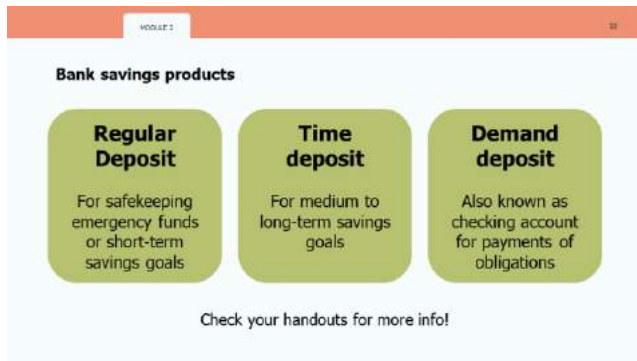 MODULE 2
Bank savings products
Regular
Deposit
For safekeeping
emergency funds
or short-term
savings goals
Time
deposit
For medium to
long-term savings
goals
Demand
deposit
Also known as
checking account
for payments of
obligations
Check your handouts for more info!